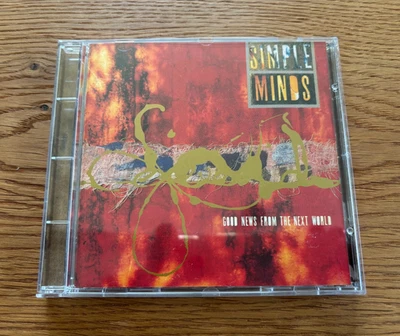 SIMPLE
MINDS
GOOD NEWS FROM THE NEXT WORLD